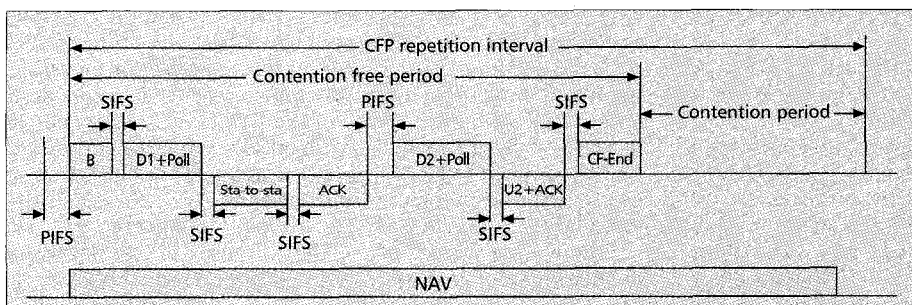 CFP repetition interval
Contention free period
SIFS
PIFS
SIFS
Contention period
B
D1+Poll
D2+Poll
CF-End
Sta-to-sta
ACK
U2+ACK
PIFS
SIFS
SIFS
SIFS
NAV